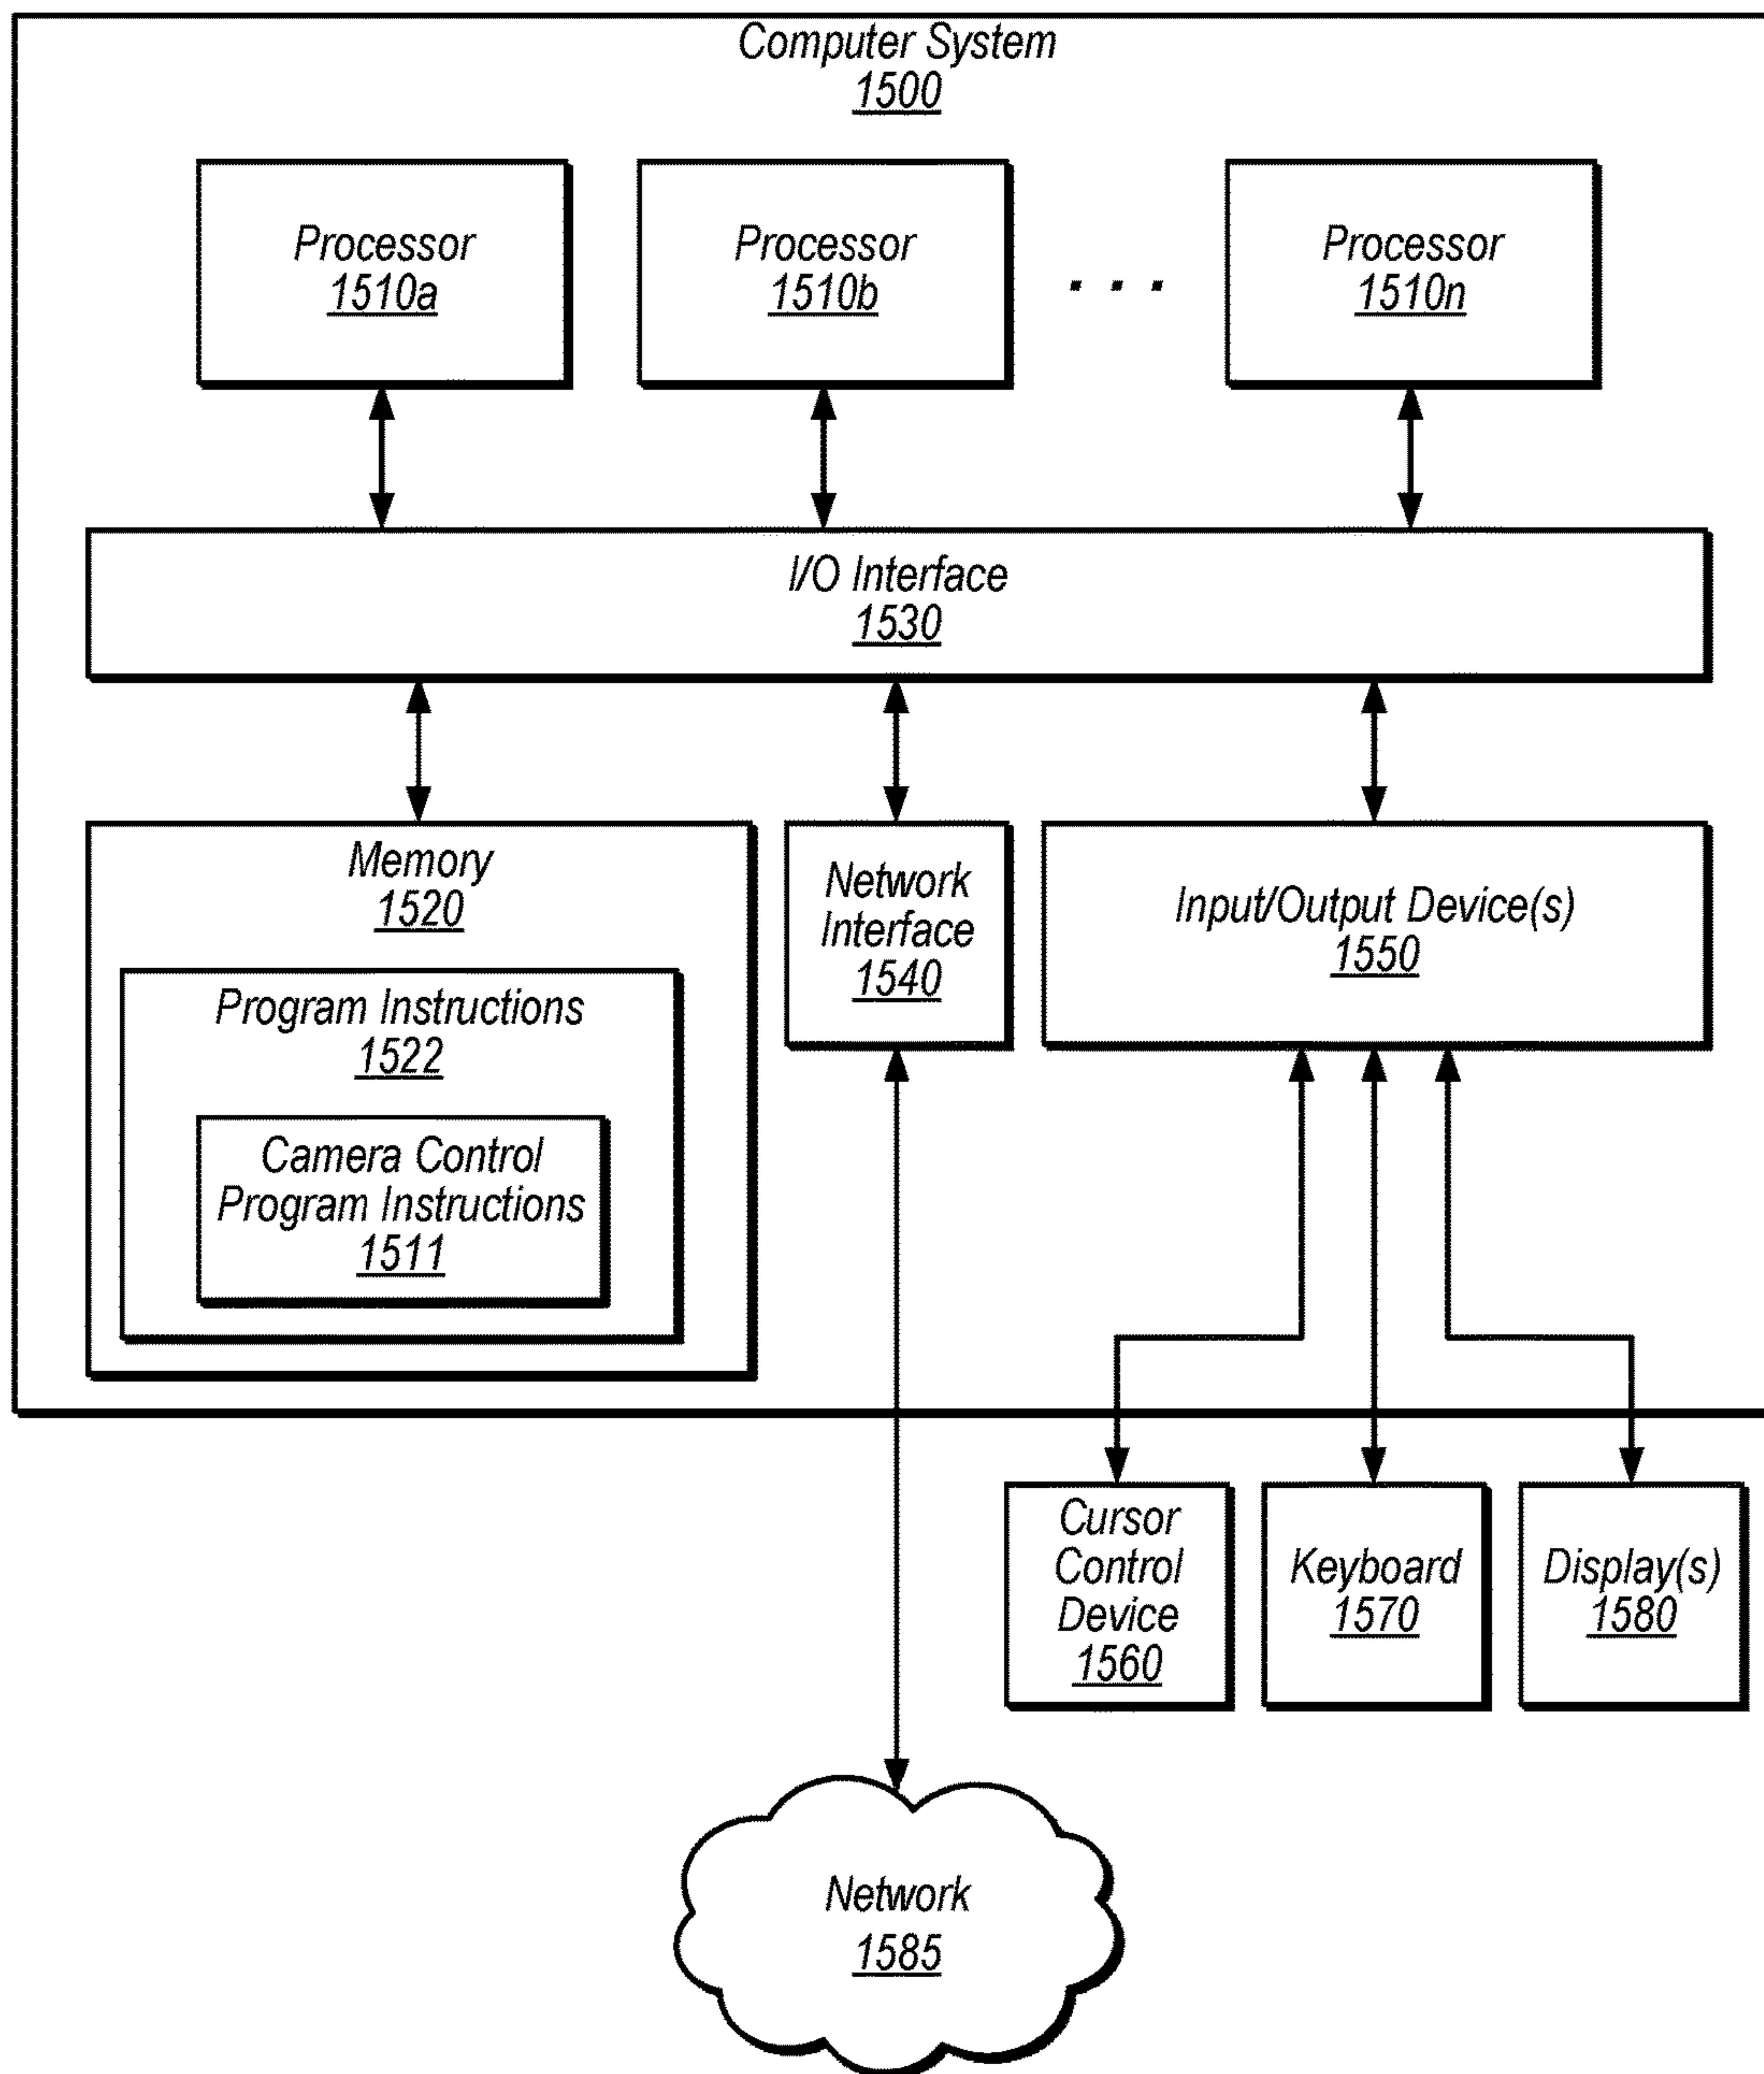 Computer System
1500
Processor
1510a
Processor
1510b
. . .
Processor
1510n
I/O Interface
1530
Memory
1520
Program Instructions
1522
Camera Control
Program Instructions
1511
Network
Interface
1540
Input/Output Device(s)
1550
Cursor
Control
Device
1560
Keyboard
1570
Display(s)
1580
Network
1585